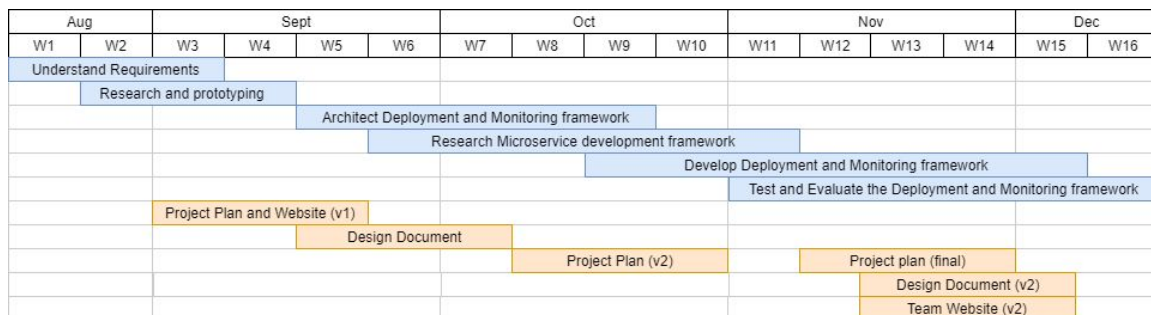 Aug Sept Oct Nov Dec
W1 W2 W3 W4 W5 W6 W7 W8 W9 W10 W11 W12 W13 W14 W15 W16
Understand Requirements
Research and prototyping
Architect Deployment and Monitoring framework
Research Microservice development framework
Develop Deployment and Monitoring framework
Test and Evaluate the Deployment and Monitoring framework
Project Plan and Website (v1)
Design Document
Project Plan (v2) Project plan (final)
Design Document (v2)
Team Website (v2)